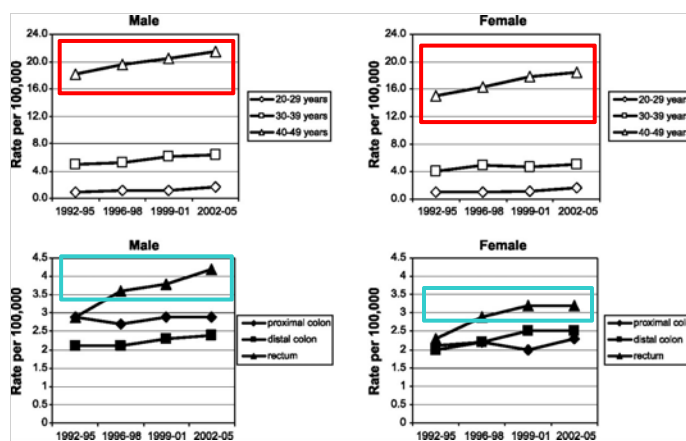 Male
Rate per 100,000
24.0
20.0
16.0
12.0
8.0
4.0
0.0
1992-95 1996-98 1999-01 2002-05
20-29 years
30-39 years
40-49 years
Female
Rate per 100,000
24.0
20.0
16.0
12.0
8.0
4.0
0.0
1992-95 1996-98 1999-01 2002-05
20-29 years
30-39 years
40-49 years
Male
Rate per 100,000
4.5
4
3.5
3
2.5
2
1.5
1
0.5
0
1992-95 1996-98 1999-01 2002-05
proximal colon
distal colon
rectum
Female
Rate per 100,000
4.5
4
3.5
3
2.5
2
1.5
1
0.5
0
1992-95 1996-98 1999-01 2002-05
proximal col
distal colon
rectum